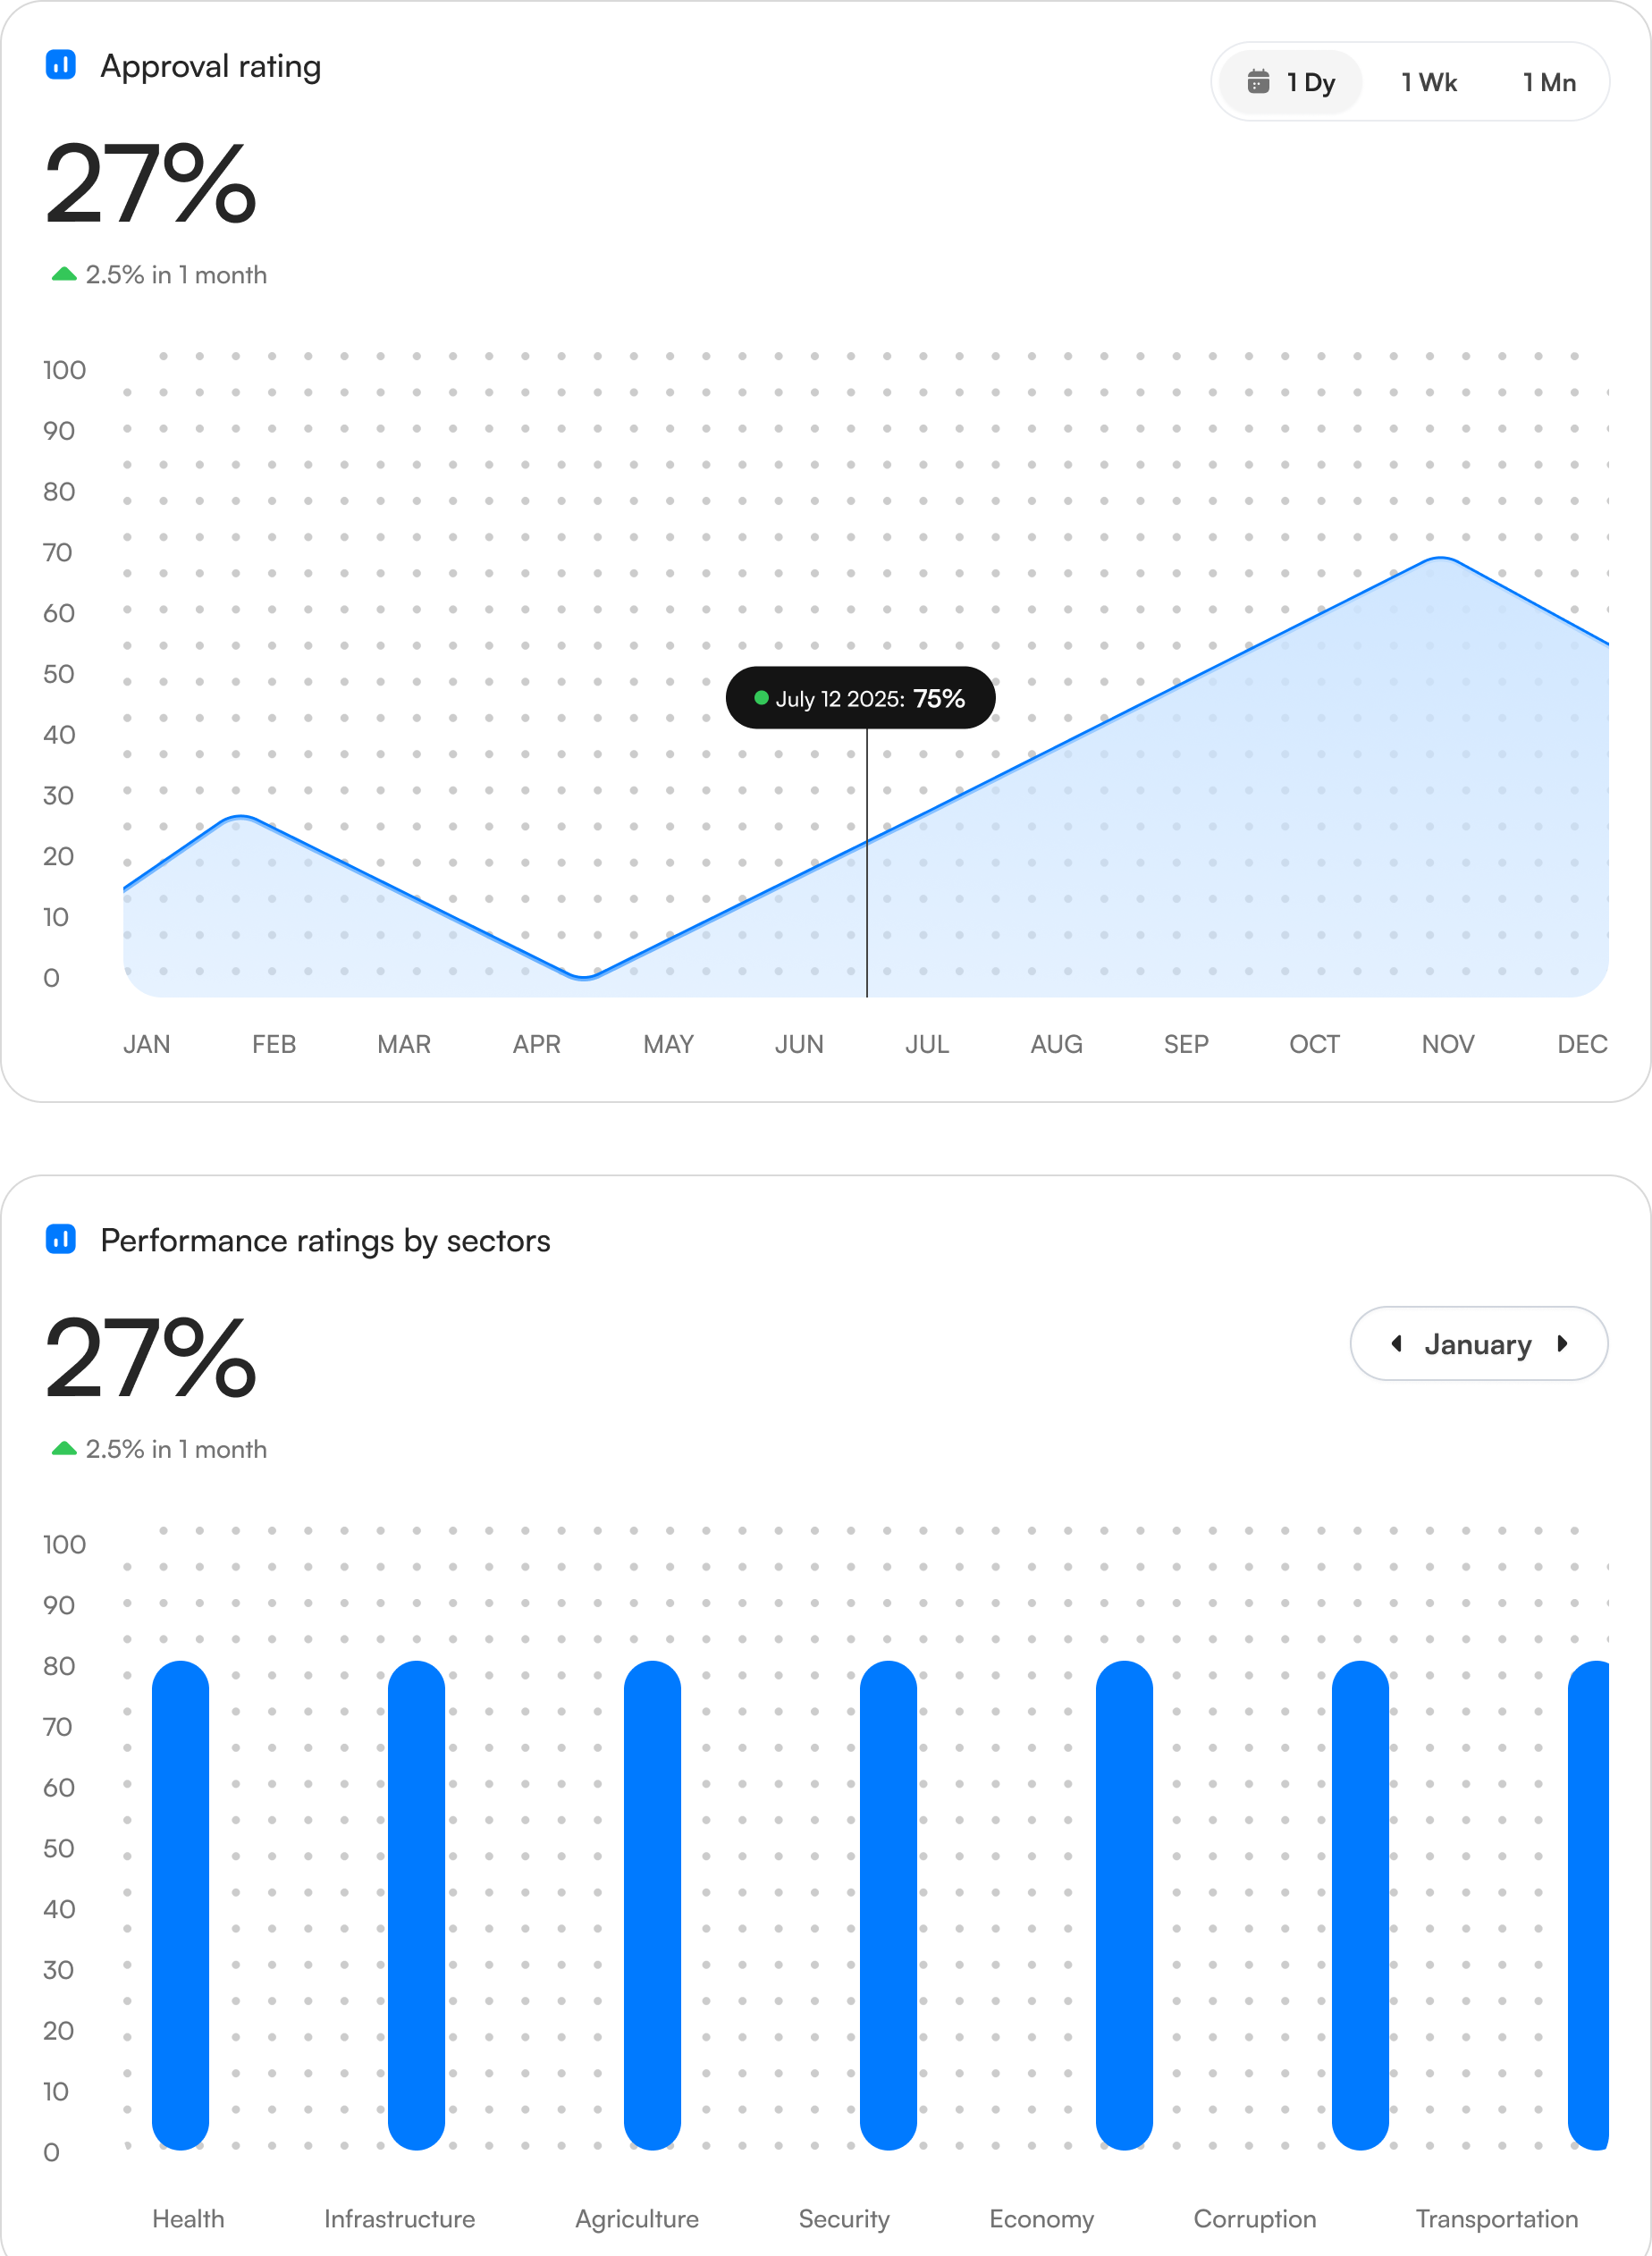 Approval rating
1 Dy 1 Wk 1 Mn
27%
2.5% in 1 month
100
90
80
70
60
50
40
30
20
10
0
July 12 2025: 75%
JAN FEB MAR APR MAY JUN JUL AUG SEP OCT NOV DEC
Performance ratings by sectors
27%
January
2.5% in 1 month
100
90
80
70
60
50
40
30
20
10
0
Health Infrastructure Agriculture Security Economy Corruption Transportation